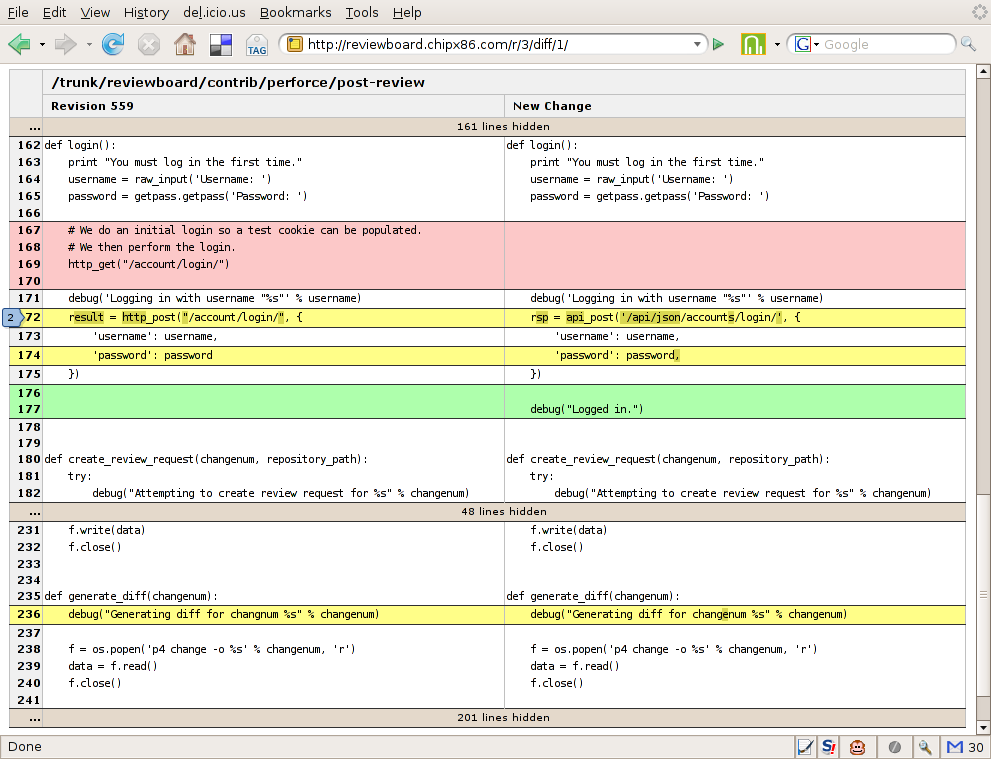 File Edit View History del.icio.us Bookmarks Tools Help
TAG http://reviewboard.chipx86.com/r/3/diff/1/ G Google
/trunk/reviewboard/contrib/perforce/post-review
Revision 559 New Change
... 161 lines hidden
162 def login(): def login():
163 print "You must log in the first time." print "You must log in the first time."
164 username = raw_input('Username: ') username = raw_input('Username: ')
165 password = getpass.getpass('Password: ') password = getpass.getpass('Password: ')
166
167 # We do an initial login so a test cookie can be populated.
168 # We then perform the login.
169 http_get("/account/login/")
170
171 debug('Logging in with username "%s"' % username) debug('Logging in with username "%s"' % username)
2 72 result = http_post("/account/login/", { rsp = api_post('/api/json/accounts/login/', {
173 'username': username, 'username': username,
174 'password': password 'password': password,
175 }) })
176
177 debug("Logged in.")
178
179
180 def create_review_request(changenum, repository_path): def create_review_request(changenum, repository_path):
181 try: try:
182 debug("Attempting to create review request for %s" % changenum) debug("Attempting to create review request for %s" % changenum)
... 48 lines hidden
231 f.write(data) f.write(data)
232 f.close() f.close()
233
234
235 def generate_diff(changenum): def generate_diff(changenum):
236 debug("Generating diff for changnum %s" % changenum) debug("Generating diff for changenum %s" % changenum)
237
238 f = os.popen('p4 change -o %s' % changenum, 'r') f = os.popen('p4 change -o %s' % changenum, 'r')
239 data = f.read() data = f.read()
240 f.close() f.close()
241
... 201 lines hidden
Done S! 30